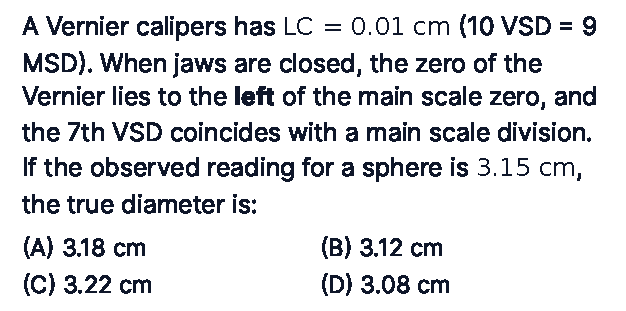 A Vernier calipers has LC = 0.01 cm (10 VSD = 9
MSD). When jaws are closed, the zero of the
Vernier lies to the left of the main scale zero, and
the 7th VSD coincides with a main scale division.
If the observed reading for a sphere is 3.15 cm,
the true diameter is:
(A) 3.18 cm (B) 3.12 cm
(C) 3.22 cm (D) 3.08 cm